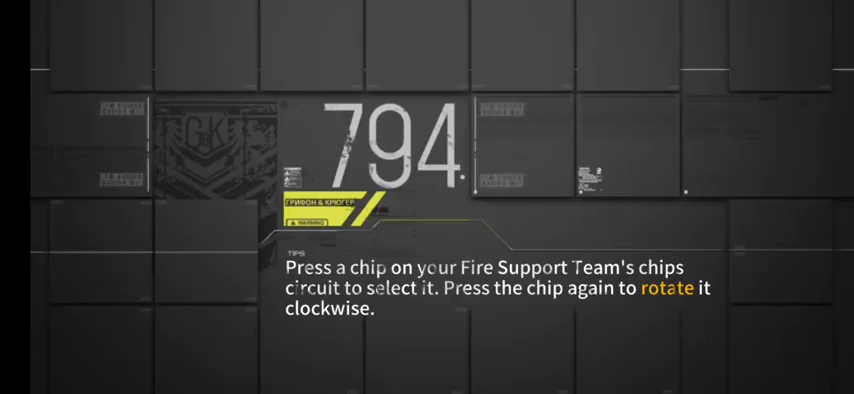 G&K
794.
ГРИФОН & КРЮГЕР
WARNING
TIPS
Press a chip on your Fire Support Team's chips
circuit to select it. Press the chip again to rotate it
clockwise.